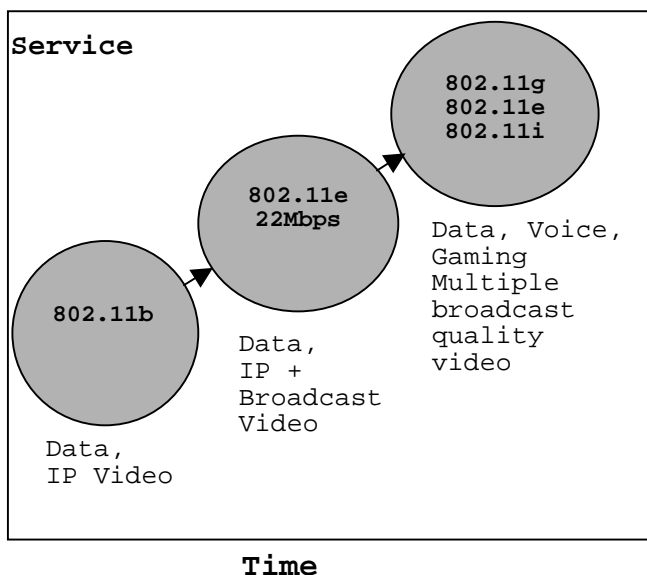 Service
802.11g
802.11e
802.11i
802.11e
22Mbps
Data, Voice,
Gaming
Multiple
broadcast
quality
video
802.11b
Data,
IP +
Broadcast
Video
Data,
IP Video
Time